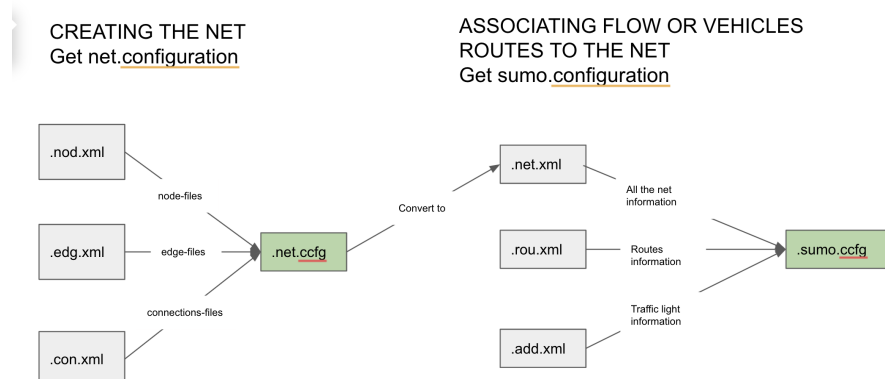 CREATING THE NET
Get net.configuration
ASSOCIATING FLOW OR VEHICLES
ROUTES TO THE NET
Get sumo.configuration
.nod.xml
node-files
.edg.xml
edge-files
.net.ccfg
connections-files
.con.xml
Convert to
.net.xml
All the net
information
.rou.xml
Routes
information
.sumo.ccfg
Traffic light
information
.add.xml